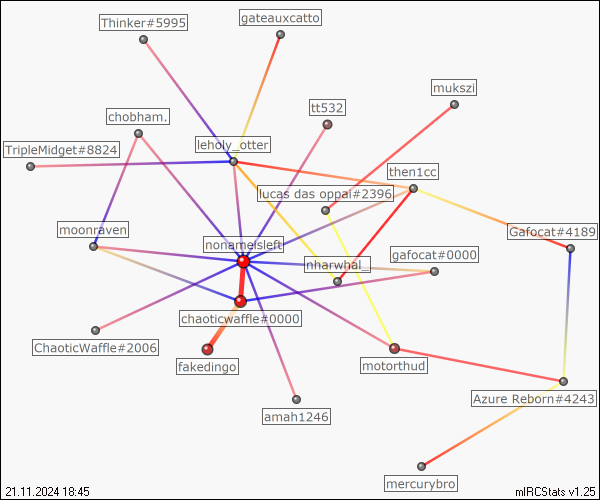 Thinker#5995
gateauxcatto
mukszi
tt532
chobham.
leholy_otter
TripleMidget#8824
then1cc
lucas das oppai#2396
moonraven
Gafocat#4189
nonameisleft
gafocat#0000
nharwhal_
chaoticwaffle#0000
ChaoticWaffle#2006
fakedingo
motorthud
Azure Reborn#4243
amah1246
mercurybro
21.11.2024 18:45
mIRCStats v1.25